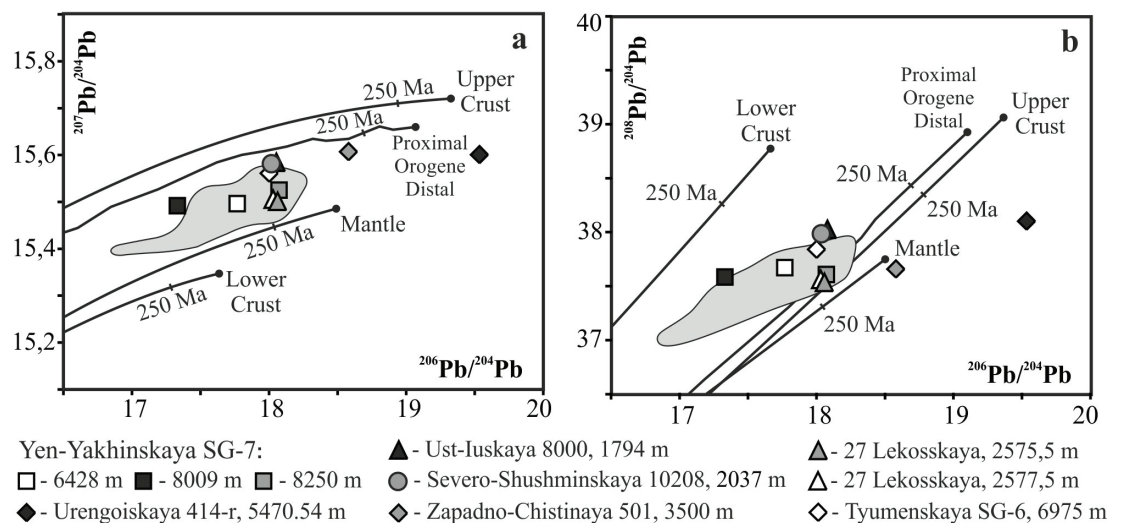 a
²⁰⁷Pb/²⁰⁴Pb
15,8
15,6
15,4
15,2
250 Ma
Upper
Crust
250 Ma
Proximal
Orogene
Distal
Mantle
250 Ma
Lower
Crust
250 Ma
²⁰⁶Pb/²⁰⁴Pb
17 18 19 20
b
²⁰⁸Pb/²⁰⁴Pb
40
39
38
37
Lower
Crust
250 Ma
Proximal
Orogene
Distal
Upper
Crust
250 Ma
250 Ma
Mantle
250 Ma
²⁰⁶Pb/²⁰⁴Pb
17 18 19 20
Yen-Yakhinskaya SG-7:
- 6428 m - 8009 m - 8250 m
- Urengoiskaya 414-r, 5470.54 m
- Ust-Iuskaya 8000, 1794 m
- Severo-Shushminskaya 10208, 2037 m
- Zapadno-Chistinaya 501, 3500 m
- 27 Lekosskaya, 2575,5 m
- 27 Lekosskaya, 2577,5 m
- Tyumenskaya SG-6, 6975 m